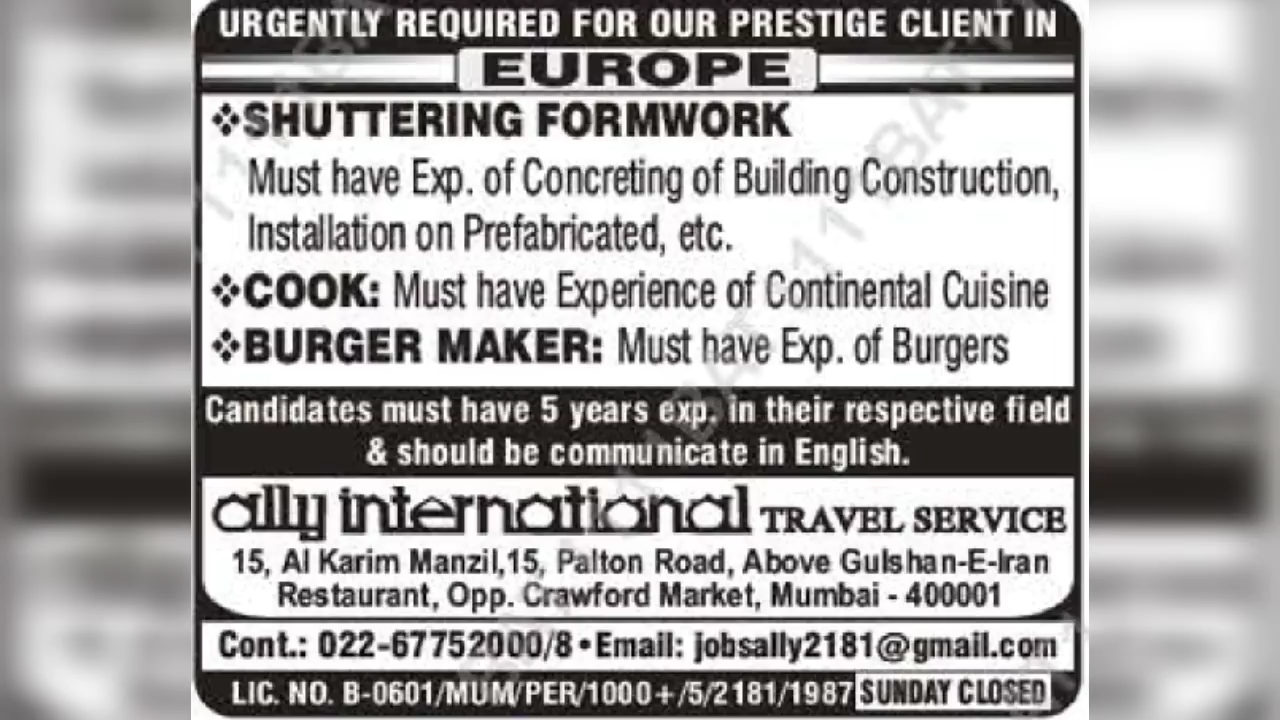 URGENTLY REQUIRED FOR OUR PRESTIGE CLIENT IN
EUROPE
❖SHUTTERING FORMWORK
Must have Exp. of Concreting of Building Construction,
Installation on Prefabricated, etc.
❖COOK: Must have Experience of Continental Cuisine
❖BURGER MAKER: Must have Exp. of Burgers
Candidates must have 5 years exp. in their respective field
& should be communicate in English.
ally international TRAVEL SERVICE
15, Al Karim Manzil,15, Palton Road, Above Gulshan-E-Iran
Restaurant, Opp. Crawford Market, Mumbai - 400001
Cont.: 022-67752000/8 • Email: jobsally2181@gmail.com
LIC. NO. B-0601/MUM/PER/1000+/5/2181/1987 SUNDAY CLOSED